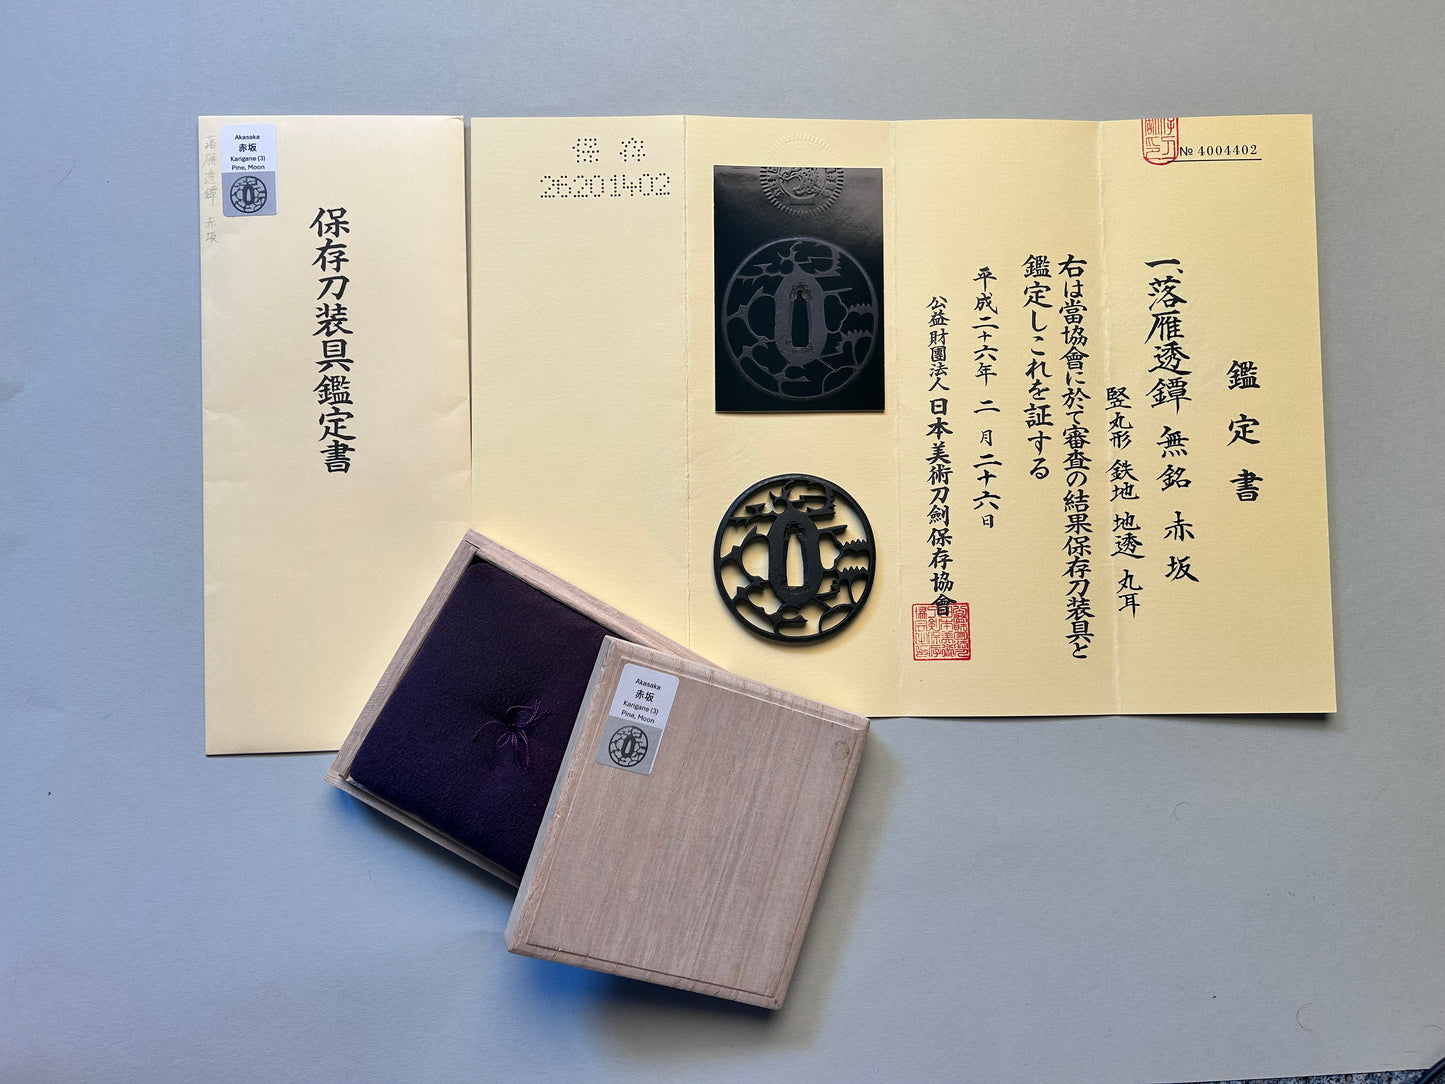 落雁透鐔 赤坂
Akasaka
赤坂
Karigane (3)
Pine, Moon
保存刀装具鑑定書
保存
26201402
№ 4004402
鑑定書
一、落雁透鐔 無銘 赤坂
竪丸形 鉄地 地透 丸耳
右は當協會に於て審査の結果保存刀装具と
鑑定しこれを証する
平成二十六年 二月二十六日
公益財團法人 日本美術刀劍保存協會
Akasaka
赤坂
Karigane (3)
Pine, Moon